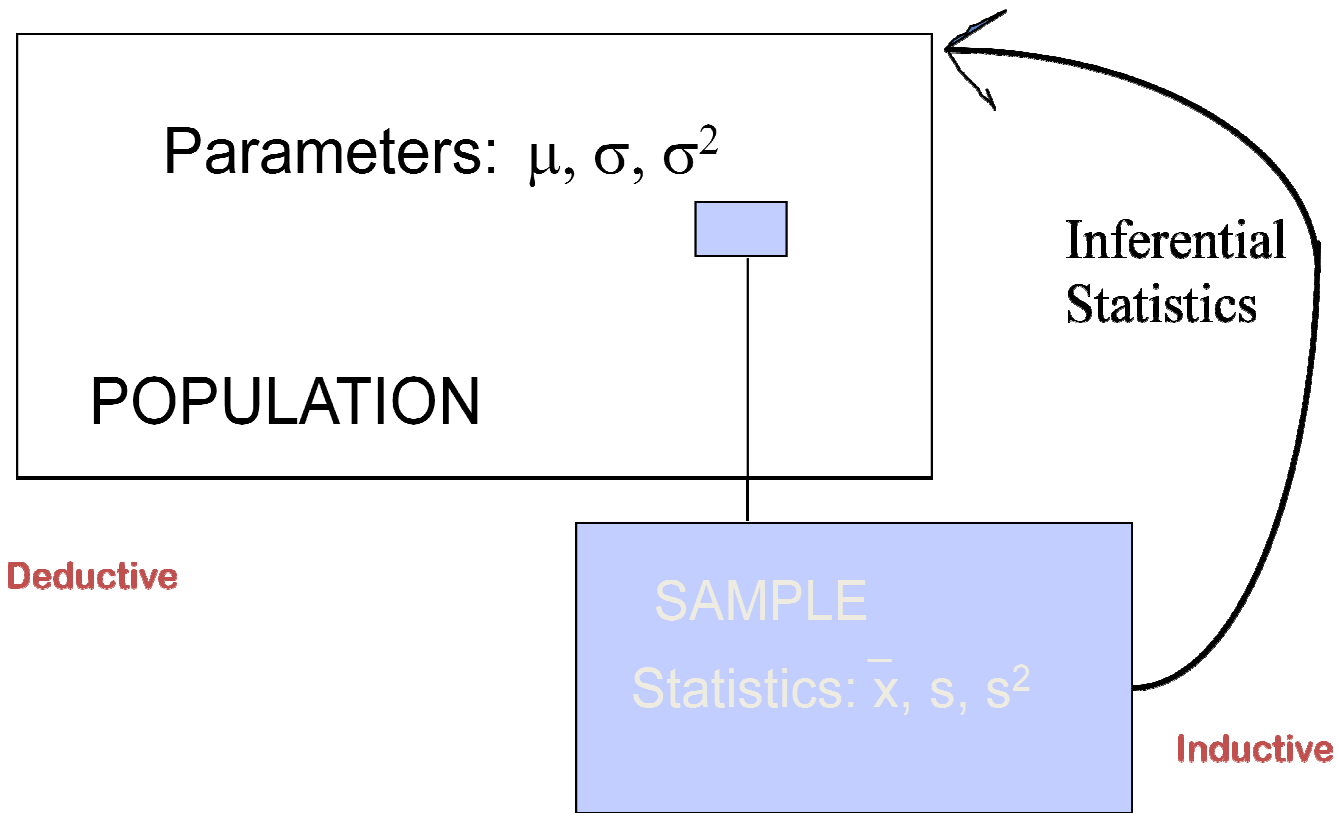 Parameters: μ, σ, σ²
Inferential
Statistics
POPULATION
Deductive
SAMPLE
Statistics: x̄, s, s²
Inductive